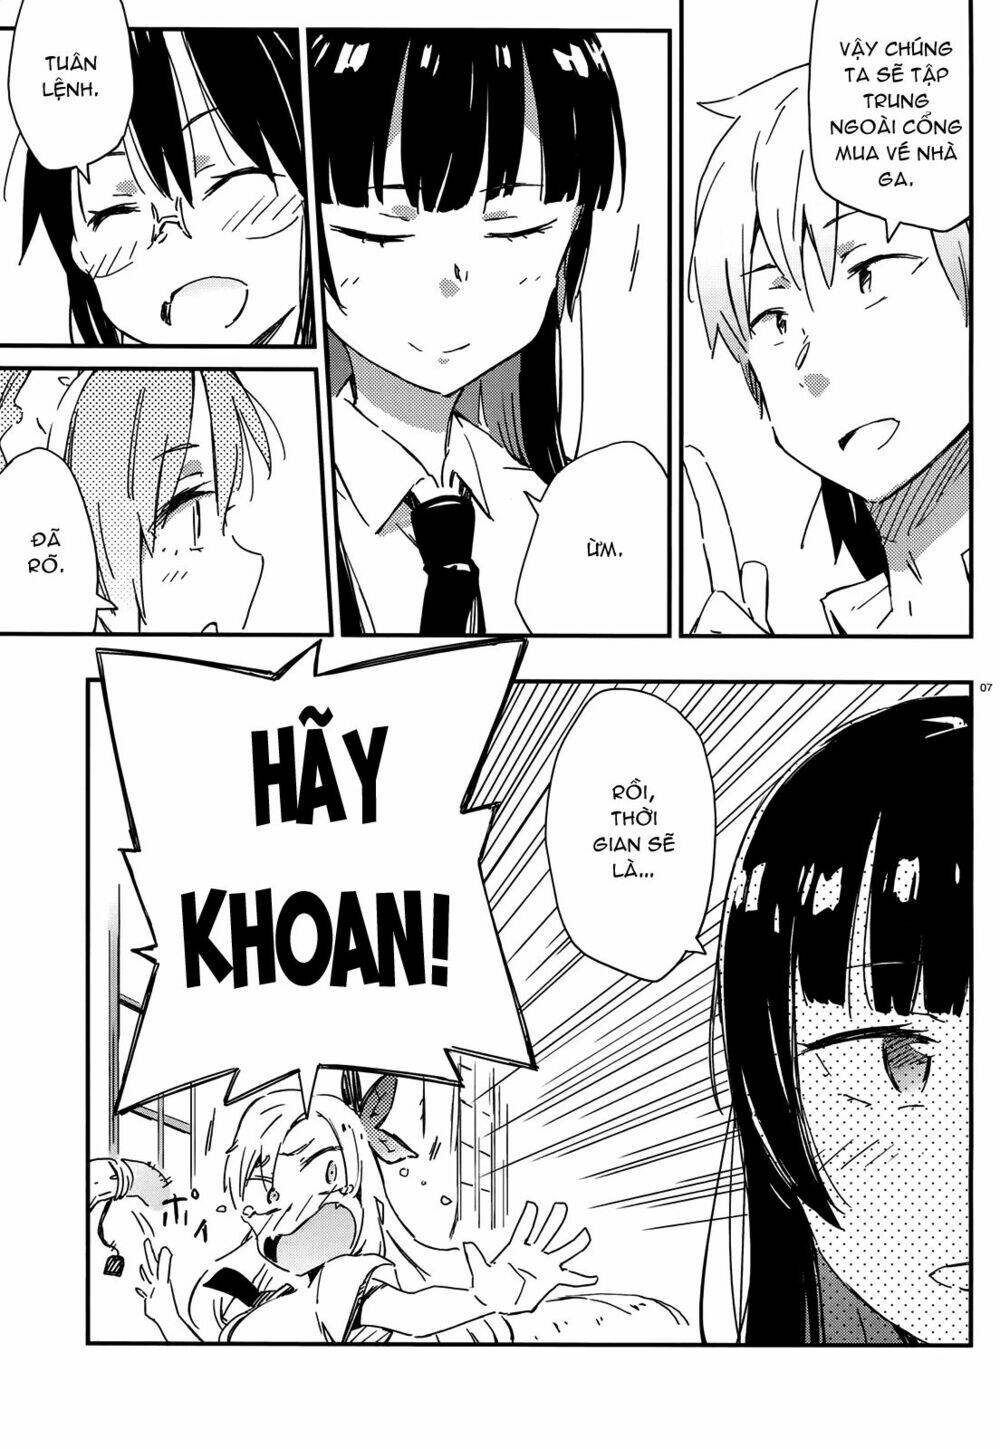 VẬY CHÚNG
TA SẼ TẬP
TRUNG
NGOÀI CỔNG
MUA VÉ NHÀ
GA.
ỪM.
TUÂN
LỆNH.
ĐÃ
RÕ.
07
RỒI,
THỜI
GIAN SẼ
LÀ...
HÃY
KHOAN!